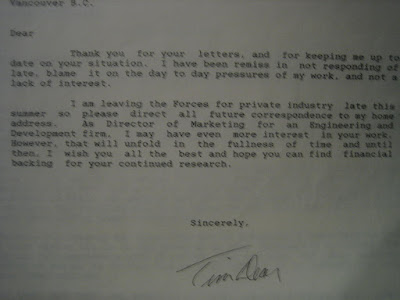 Vancouver B.C.
Dear
Thank you for your letters, and for keeping me up to
date on your situation. I have been remiss in not responding of
late, blame it on the day to day pressures of my work, and not a
lack of interest.
I am leaving the Forces for private industry late this
summer so please direct all future correspondence to my home
address. As Director of Marketing for an Engineering and
Development firm, I may have even more interest in your work.
However, that will unfold in the fullness of time and until
then, I wish you all the best and hope you can find financial
backing for your continued research.
Sincerely,
Tim Dear